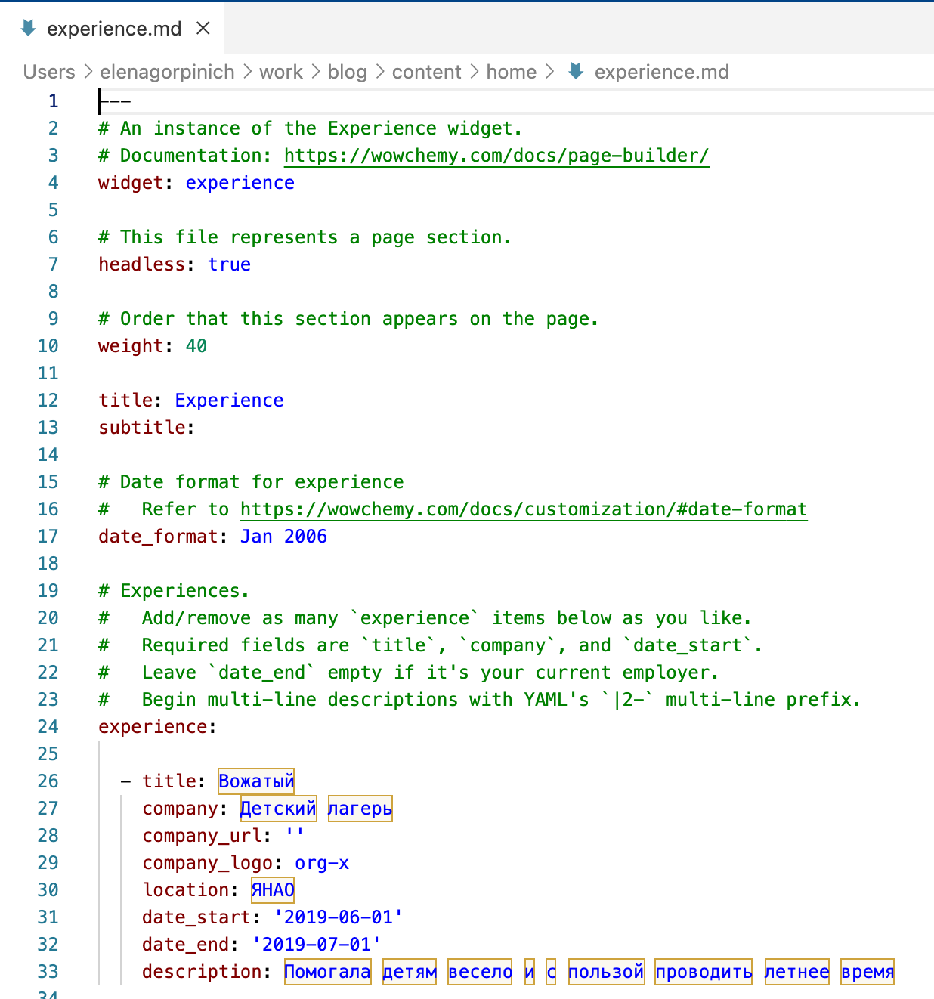 experience.md
Users > elenagorpinich > work > blog > content > home > experience.md
1 ---
2 # An instance of the Experience widget.
3 # Documentation: https://wowchemy.com/docs/page-builder/
4 widget: experience
5
6 # This file represents a page section.
7 headless: true
8
9 # Order that this section appears on the page.
10 weight: 40
11
12 title: Experience
13 subtitle:
14
15 # Date format for experience
16 #   Refer to https://wowchemy.com/docs/customization/#date-format
17 date_format: Jan 2006
18
19 # Experiences.
20 #   Add/remove as many `experience` items below as you like.
21 #   Required fields are `title`, `company`, and `date_start`.
22 #   Leave `date_end` empty if it's your current employer.
23 #   Begin multi-line descriptions with YAML's `|2-` multi-line prefix.
24 experience:
25
26   - title: Вожатый
27     company: Детский лагерь
28     company_url: ''
29     company_logo: org-x
30     location: ЯНАО
31     date_start: '2019-06-01'
32     date_end: '2019-07-01'
33     description: Помогала детям весело и с пользой проводить летнее время
34